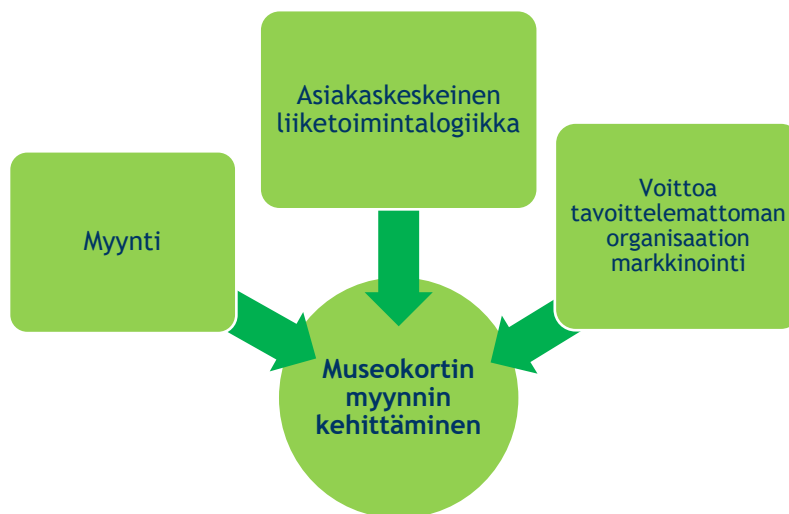 Asiakaskeskeinen
liiketoimintalogiikka
Myynti
Voittoa
tavoittelemattoman
organisaation
markkinointi
Museokortin
myynnin
kehittäminen